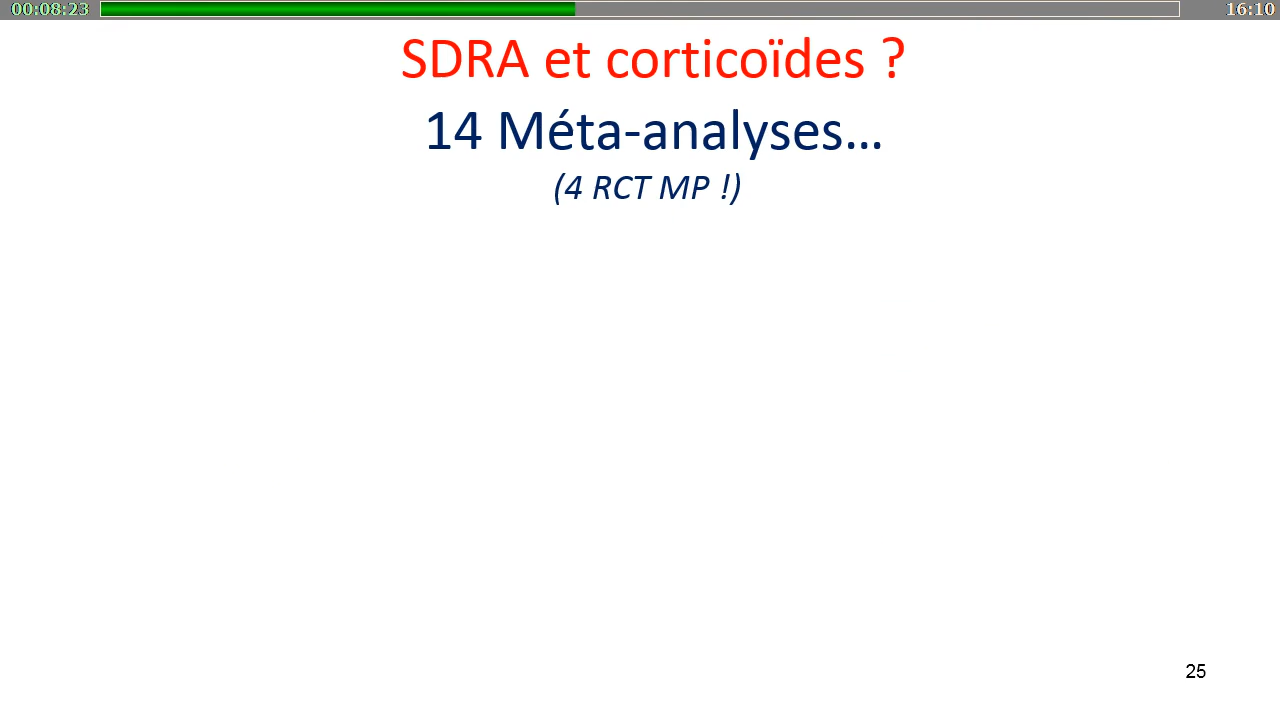 00:08:23 16:10
SDRA et corticoïdes ?
14 Méta-analyses…
(4 RCT MP !)
25